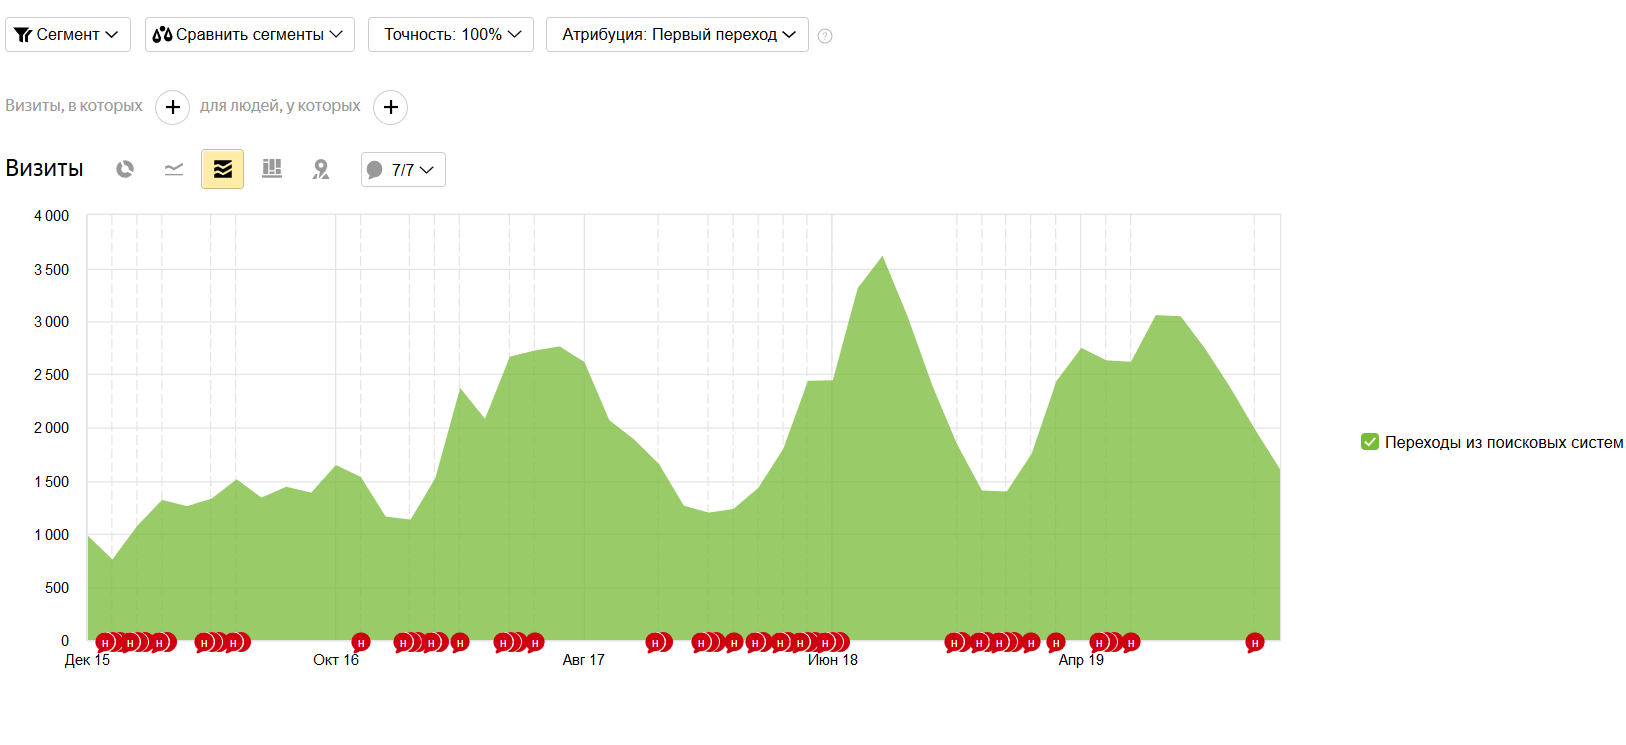 Сегмент Сравнить сегменты Точность: 100% Атрибуция: Первый переход ?
Визиты, в которых + для людей, у которых +
Визиты 7/7
4 000
3 500
3 000
2 500
2 000
1 500
1 000
500
0
Переходы из поисковых систем
Н Н Н Н Н Н Н Н Н Н Н Н Н Н Н Н Н Н Н Н Н Н Н Н Н Н
Дек 15 Окт 16 Авг 17 Июн 18 Апр 19